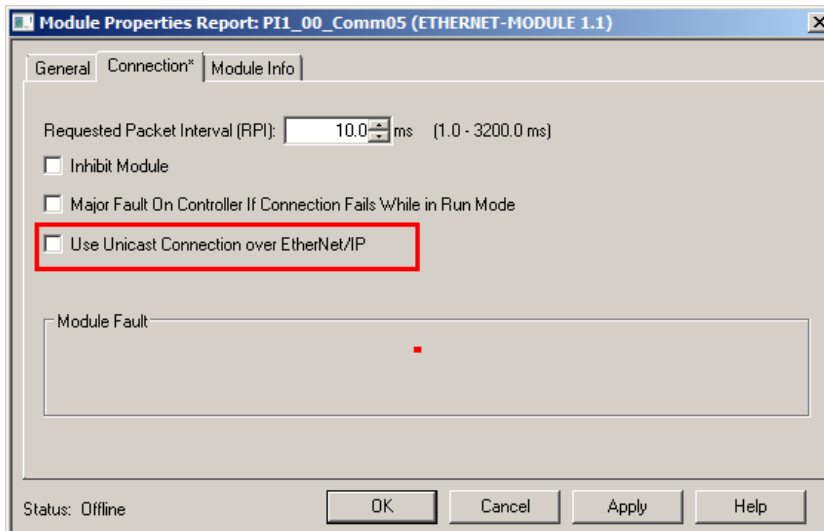 Module Properties Report: PI1_00_Comm05 (ETHERNET-MODULE 1.1)
General Connection* Module Info
Requested Packet Interval (RPI): 10.0 ms (1.0 - 3200.0 ms)
Inhibit Module
Major Fault On Controller If Connection Fails While in Run Mode
Use Unicast Connection over EtherNet/IP
Module Fault
Status: Offline OK Cancel Apply Help